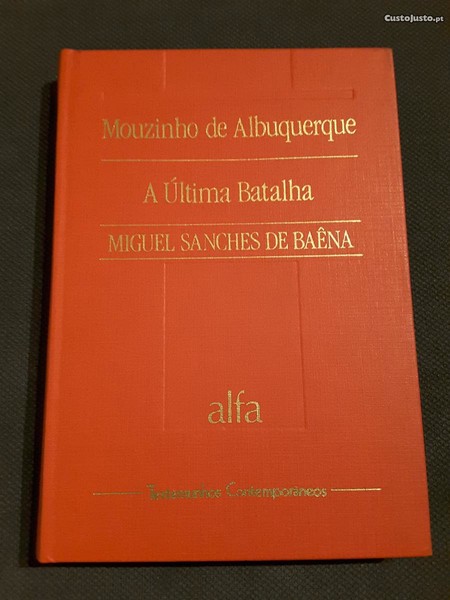 CustoJusto.pt
Mouzinho de Albuquerque
A Última Batalha
MIGUEL SANCHES DE BAÊNA
alfa
Testemunhos Contemporâneos